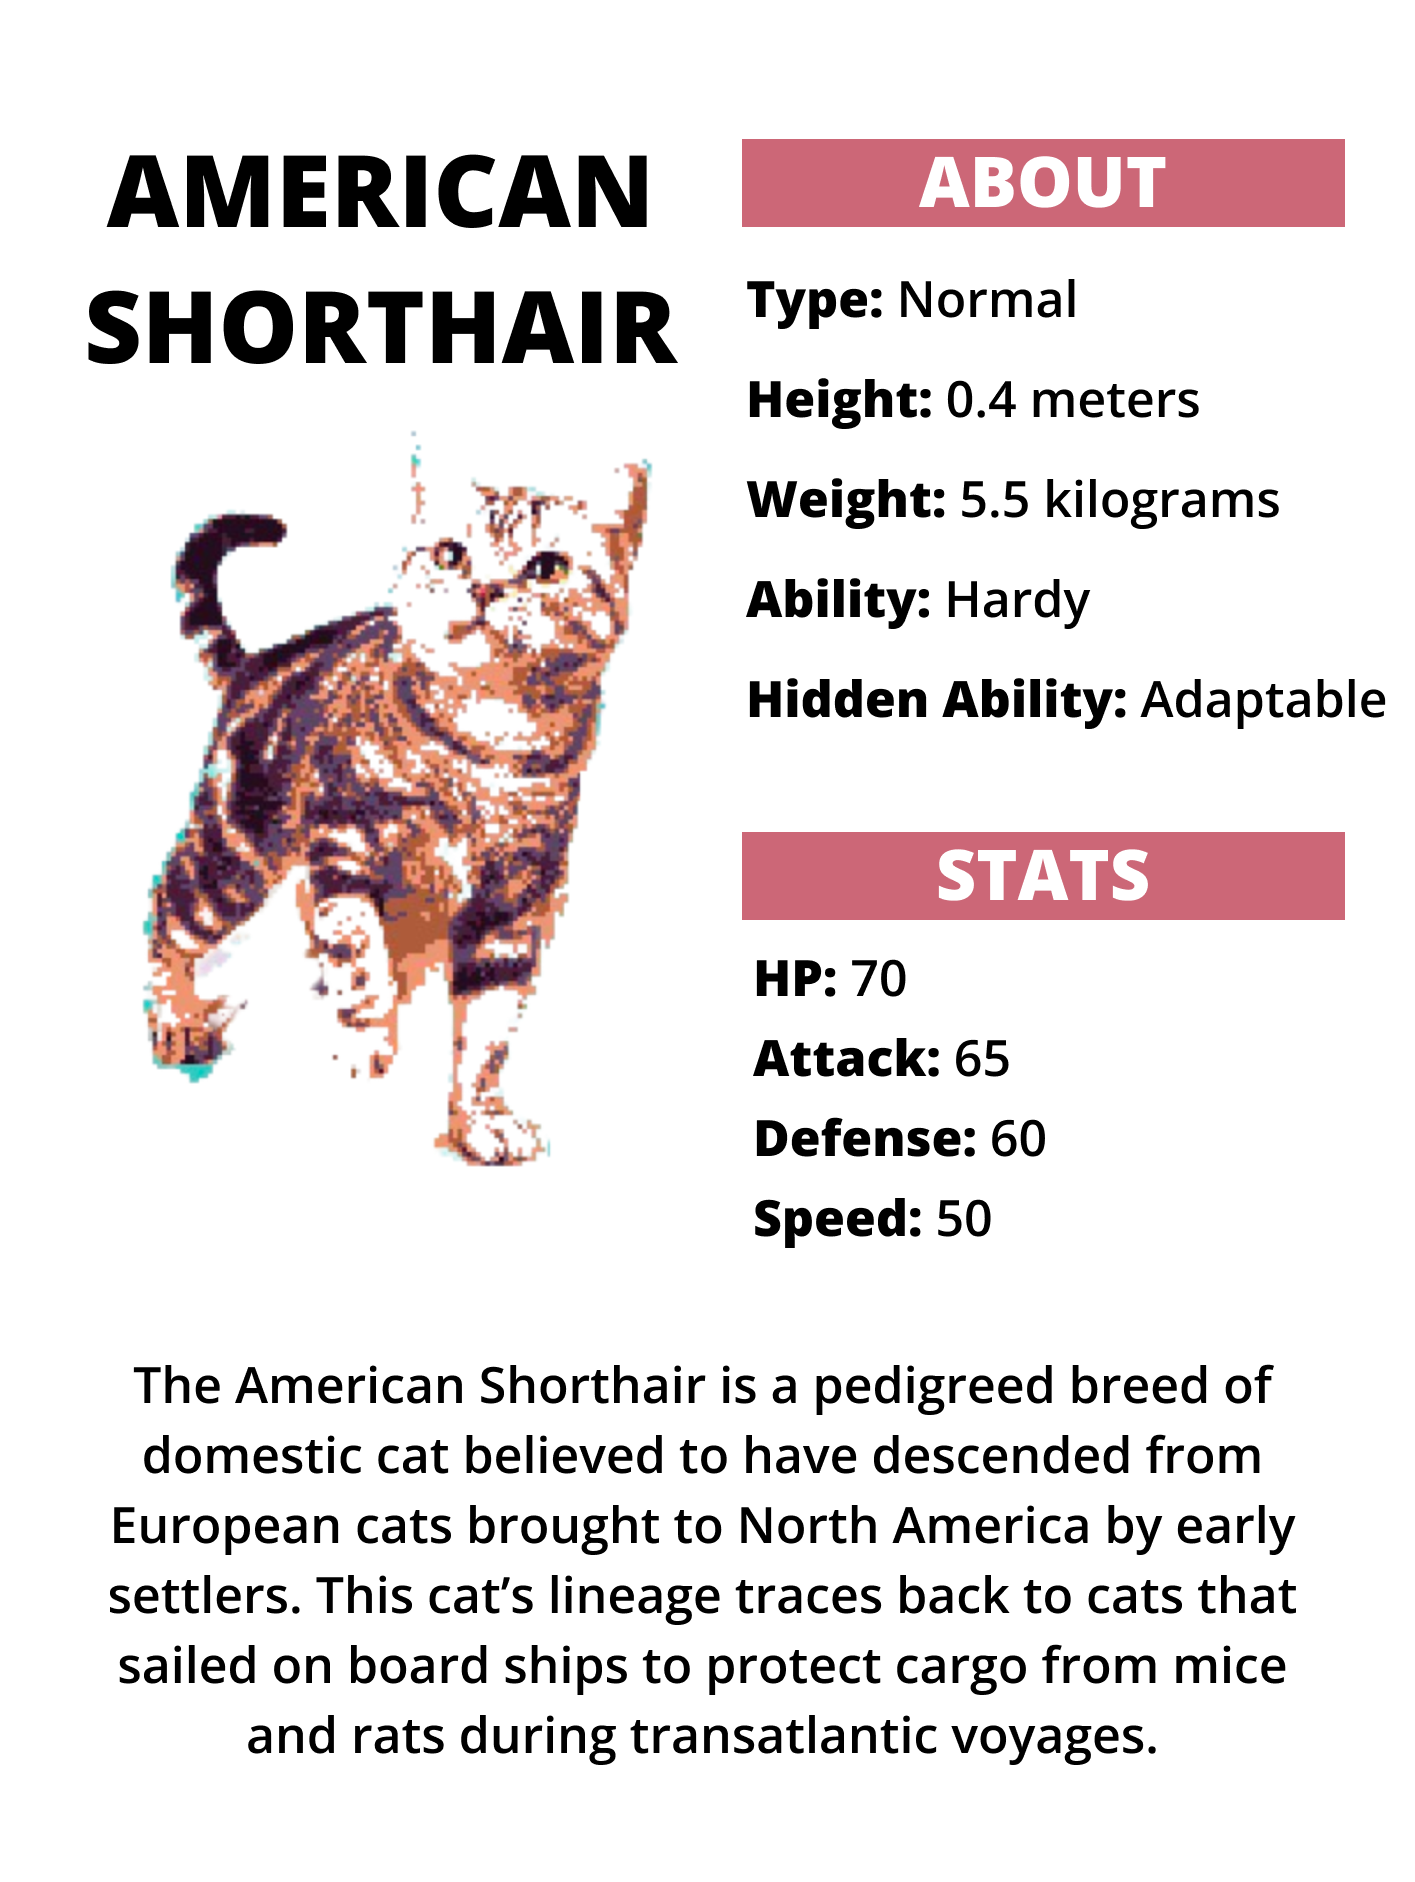 AMERICAN
SHORTHAIR
ABOUT
Type: Normal
Height: 0.4 meters
Weight: 5.5 kilograms
Ability: Hardy
Hidden Ability: Adaptable
STATS
HP: 70
Attack: 65
Defense: 60
Speed: 50
The American Shorthair is a pedigreed breed of
domestic cat believed to have descended from
European cats brought to North America by early
settlers. This cat’s lineage traces back to cats that
sailed on board ships to protect cargo from mice
and rats during transatlantic voyages.